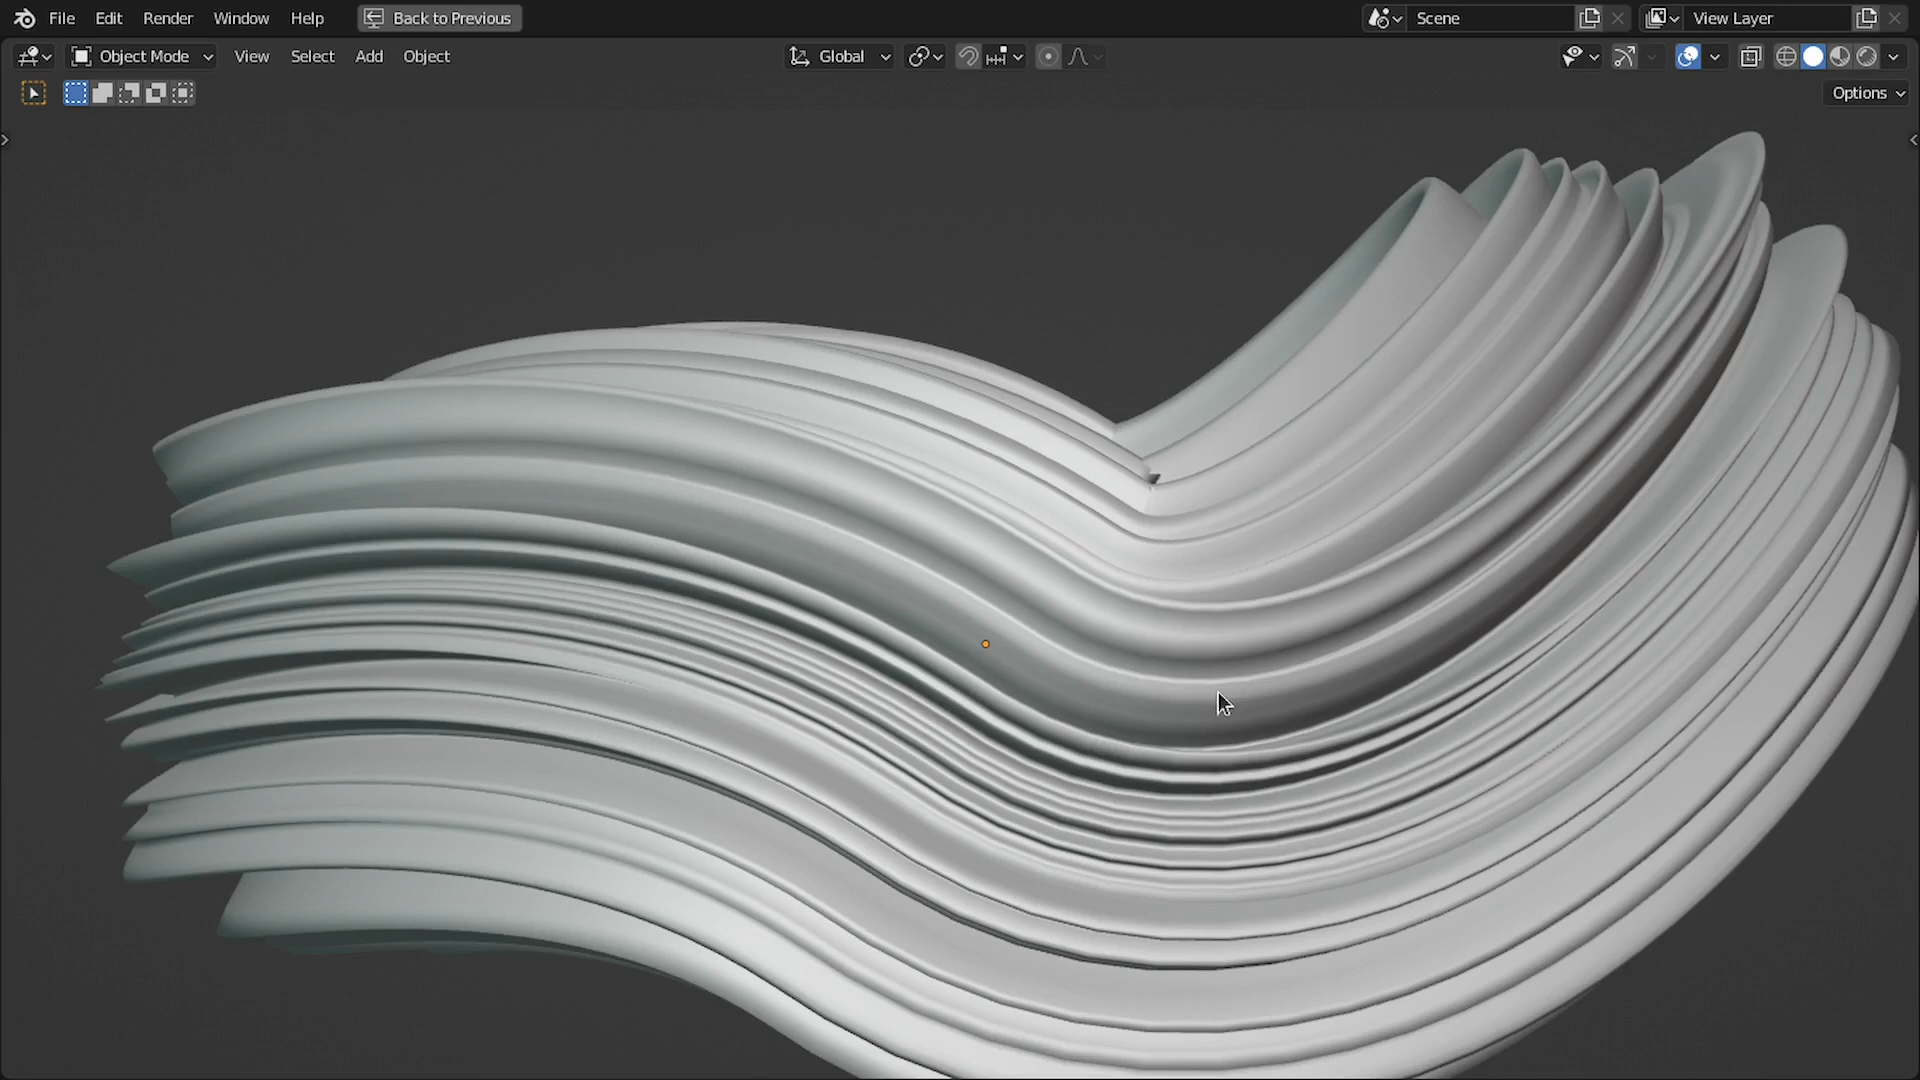 File Edit Render Window Help Back to Previous Scene View Layer
Object Mode View Select Add Object Global
Options